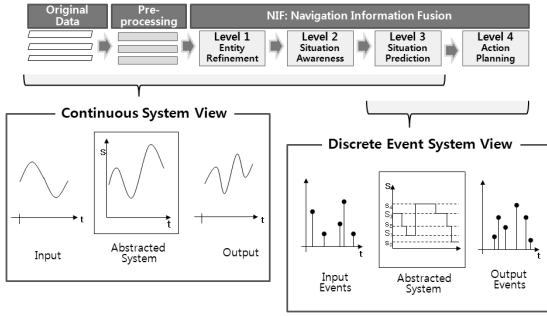 Original
Data
Pre-
processing
NIF: Navigation Information Fusion
Level 1
Entity
Refinement
Level 2
Situation
Awareness
Level 3
Situation
Prediction
Level 4
Action
Planning
Continuous System View
t
Input
S
t
Abstracted
System
t
Output
Discrete Event System View
t
Input
Events
S
t
Abstracted
System
t
Output
Events